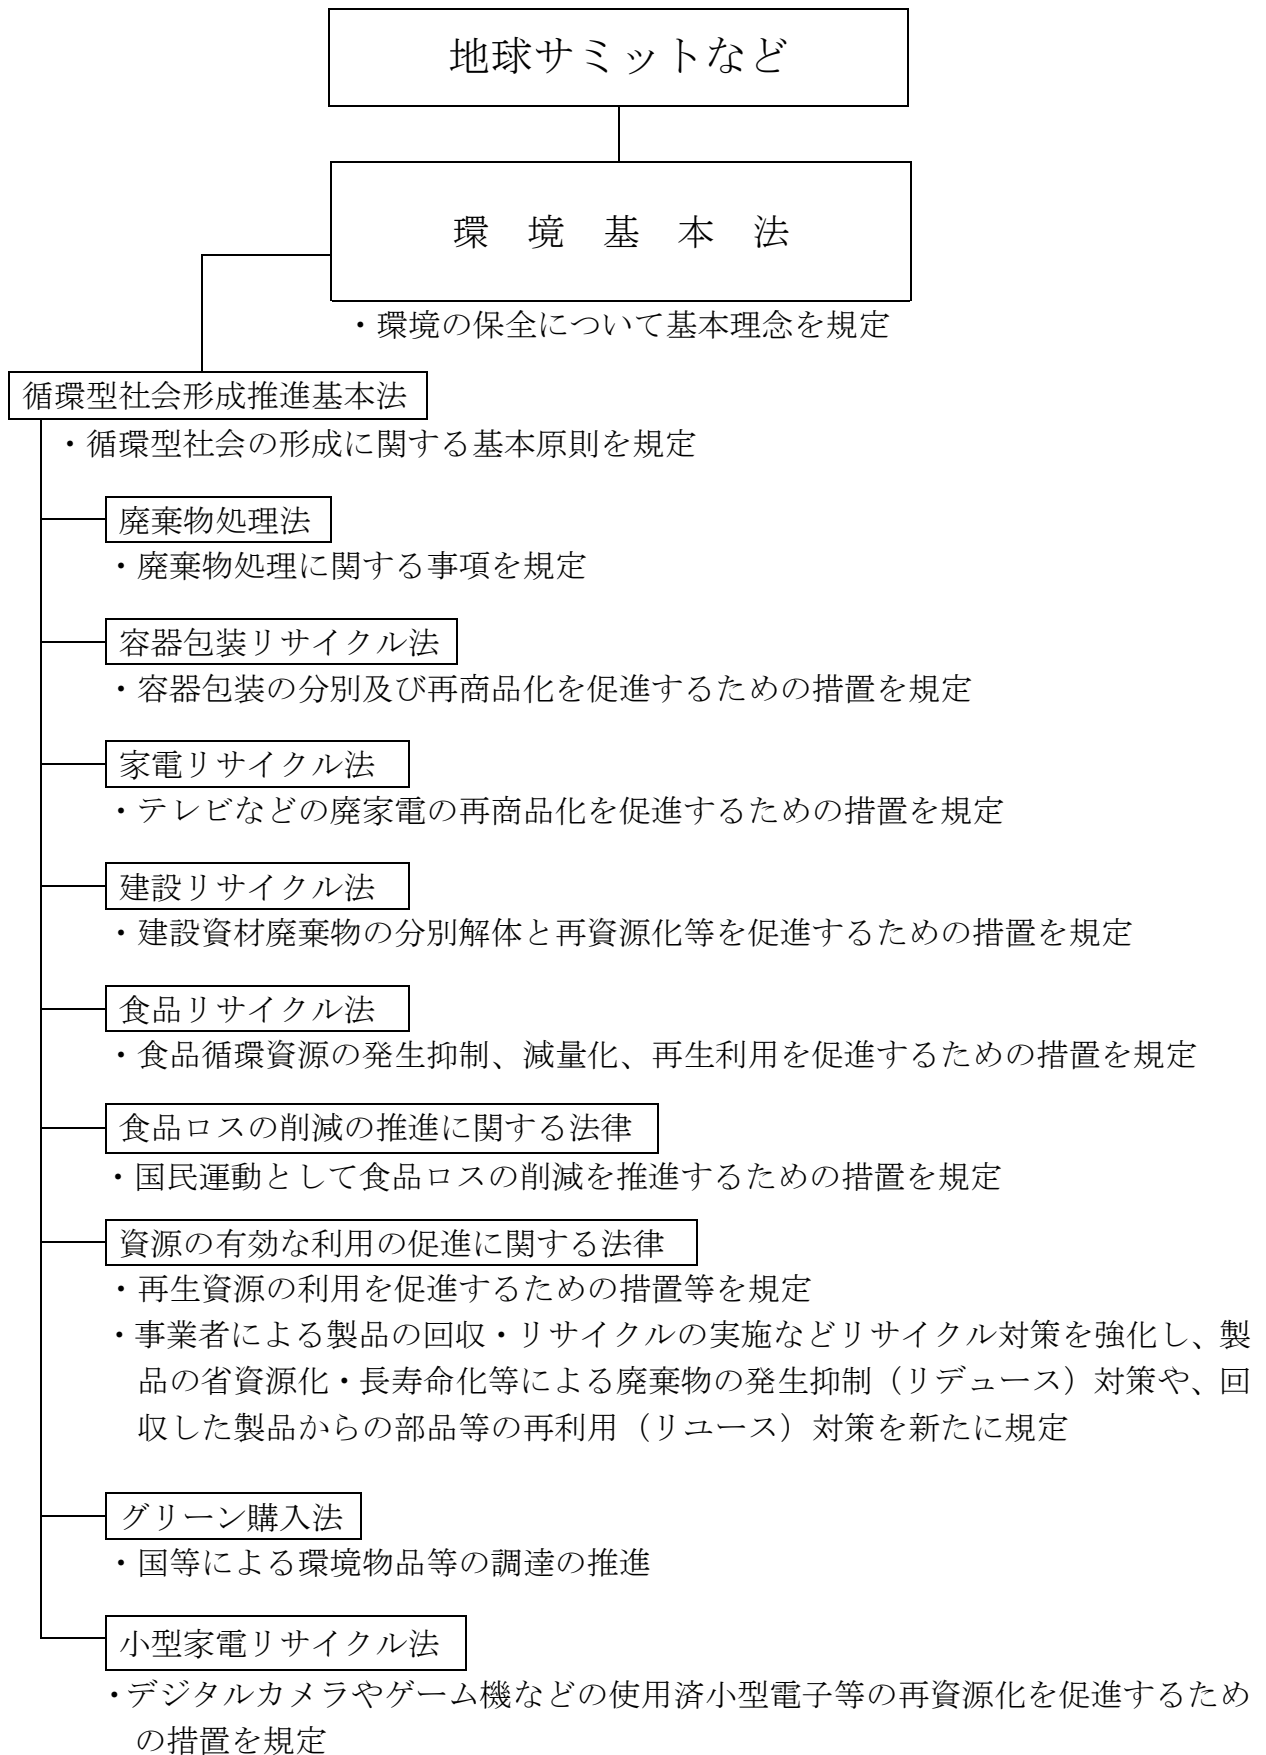 地球サミットなど
環境基本法
・環境の保全について基本理念を規定
循環型社会形成推進基本法
・循環型社会の形成に関する基本原則を規定
廃棄物処理法
・廃棄物処理に関する事項を規定
容器包装リサイクル法
・容器包装の分別及び再商品化を促進するための措置を規定
家電リサイクル法
・テレビなどの廃家電の再商品化を促進するための措置を規定
建設リサイクル法
・建設資材廃棄物の分別解体と再資源化等を促進するための措置を規定
食品リサイクル法
・食品循環資源の発生抑制、減量化、再生利用を促進するための措置を規定
食品ロスの削減の推進に関する法律
・国民運動として食品ロスの削減を推進するための措置を規定
資源の有効な利用の促進に関する法律
・再生資源の利用を促進するための措置等を規定
・事業者による製品の回収・リサイクルの実施などリサイクル対策を強化し、製
品の省資源化・長寿命化等による廃棄物の発生抑制（リデュース）対策や、回
収した製品からの部品等の再利用（リユース）対策を新たに規定
グリーン購入法
・国等による環境物品等の調達の推進
小型家電リサイクル法
・デジタルカメラやゲーム機などの使用済小型電子等の再資源化を促進するため
の措置を規定